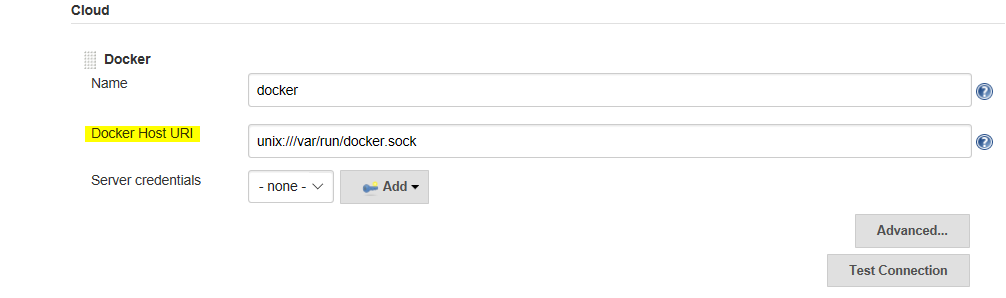 Cloud
Docker
Name
docker
Docker Host URI
unix:///var/run/docker.sock
Server credentials
- none -
Add
Advanced...
Test Connection